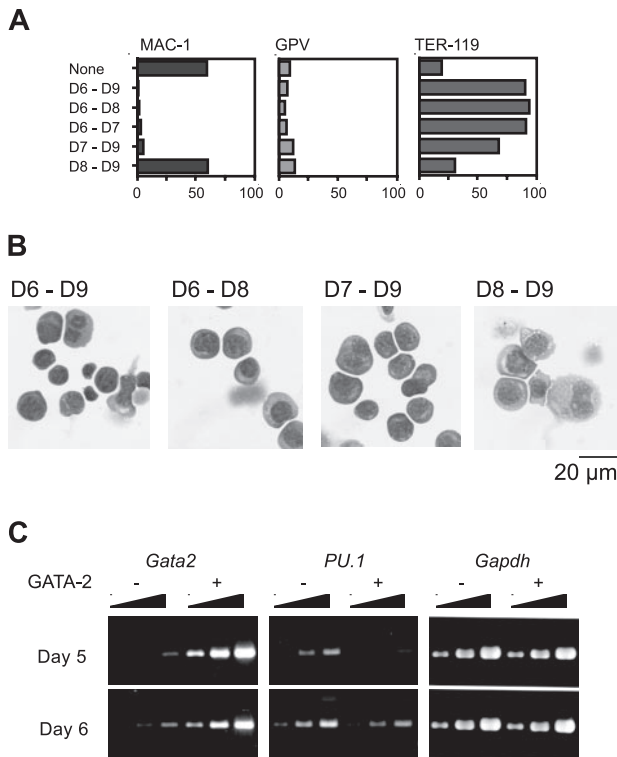 A
MAC-1 GPV TER-119
None
D6 - D9
D6 - D8
D6 - D7
D7 - D9
D8 - D9
0 50 100 0 50 100 0 50 100
B
D6 - D9 D6 - D8 D7 - D9 D8 - D9
20 µm
C
Gata2 PU.1 Gapdh
GATA-2 - + - + - +
Day 5
Day 6